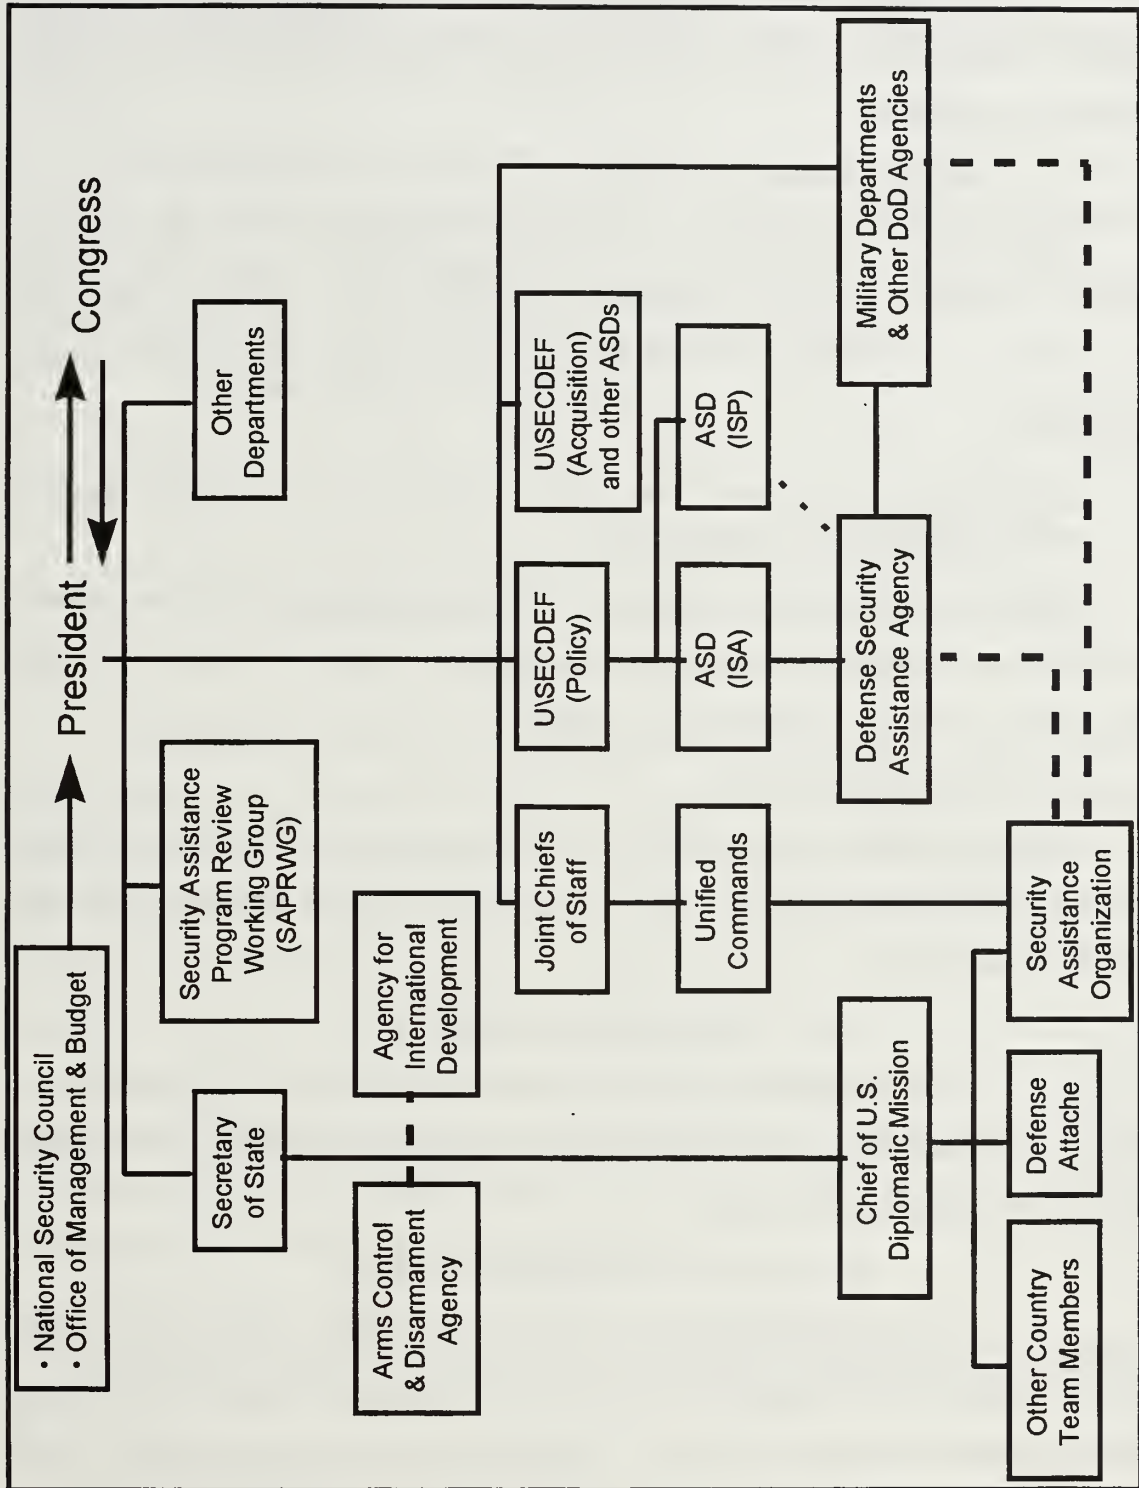 • National Security Council
• Office of Management & Budget
President
Congress
Secretary
of State
Security Assistance
Program Review
Working Group
(SAPRWG)
Other
Departments
Arms Control
& Disarmament
Agency
Agency for
International
Development
Joint Chiefs
of Staff
U\SECDEF
(Policy)
U\SECDEF
(Acquisition)
and other ASDs
Unified
Commands
ASD
(ISA)
ASD
(ISP)
Chief of U.S.
Diplomatic Mission
Defense Security
Assistance Agency
Military Departments
& Other DoD Agencies
Other Country
Team Members
Defense
Attache
Security
Assistance
Organization